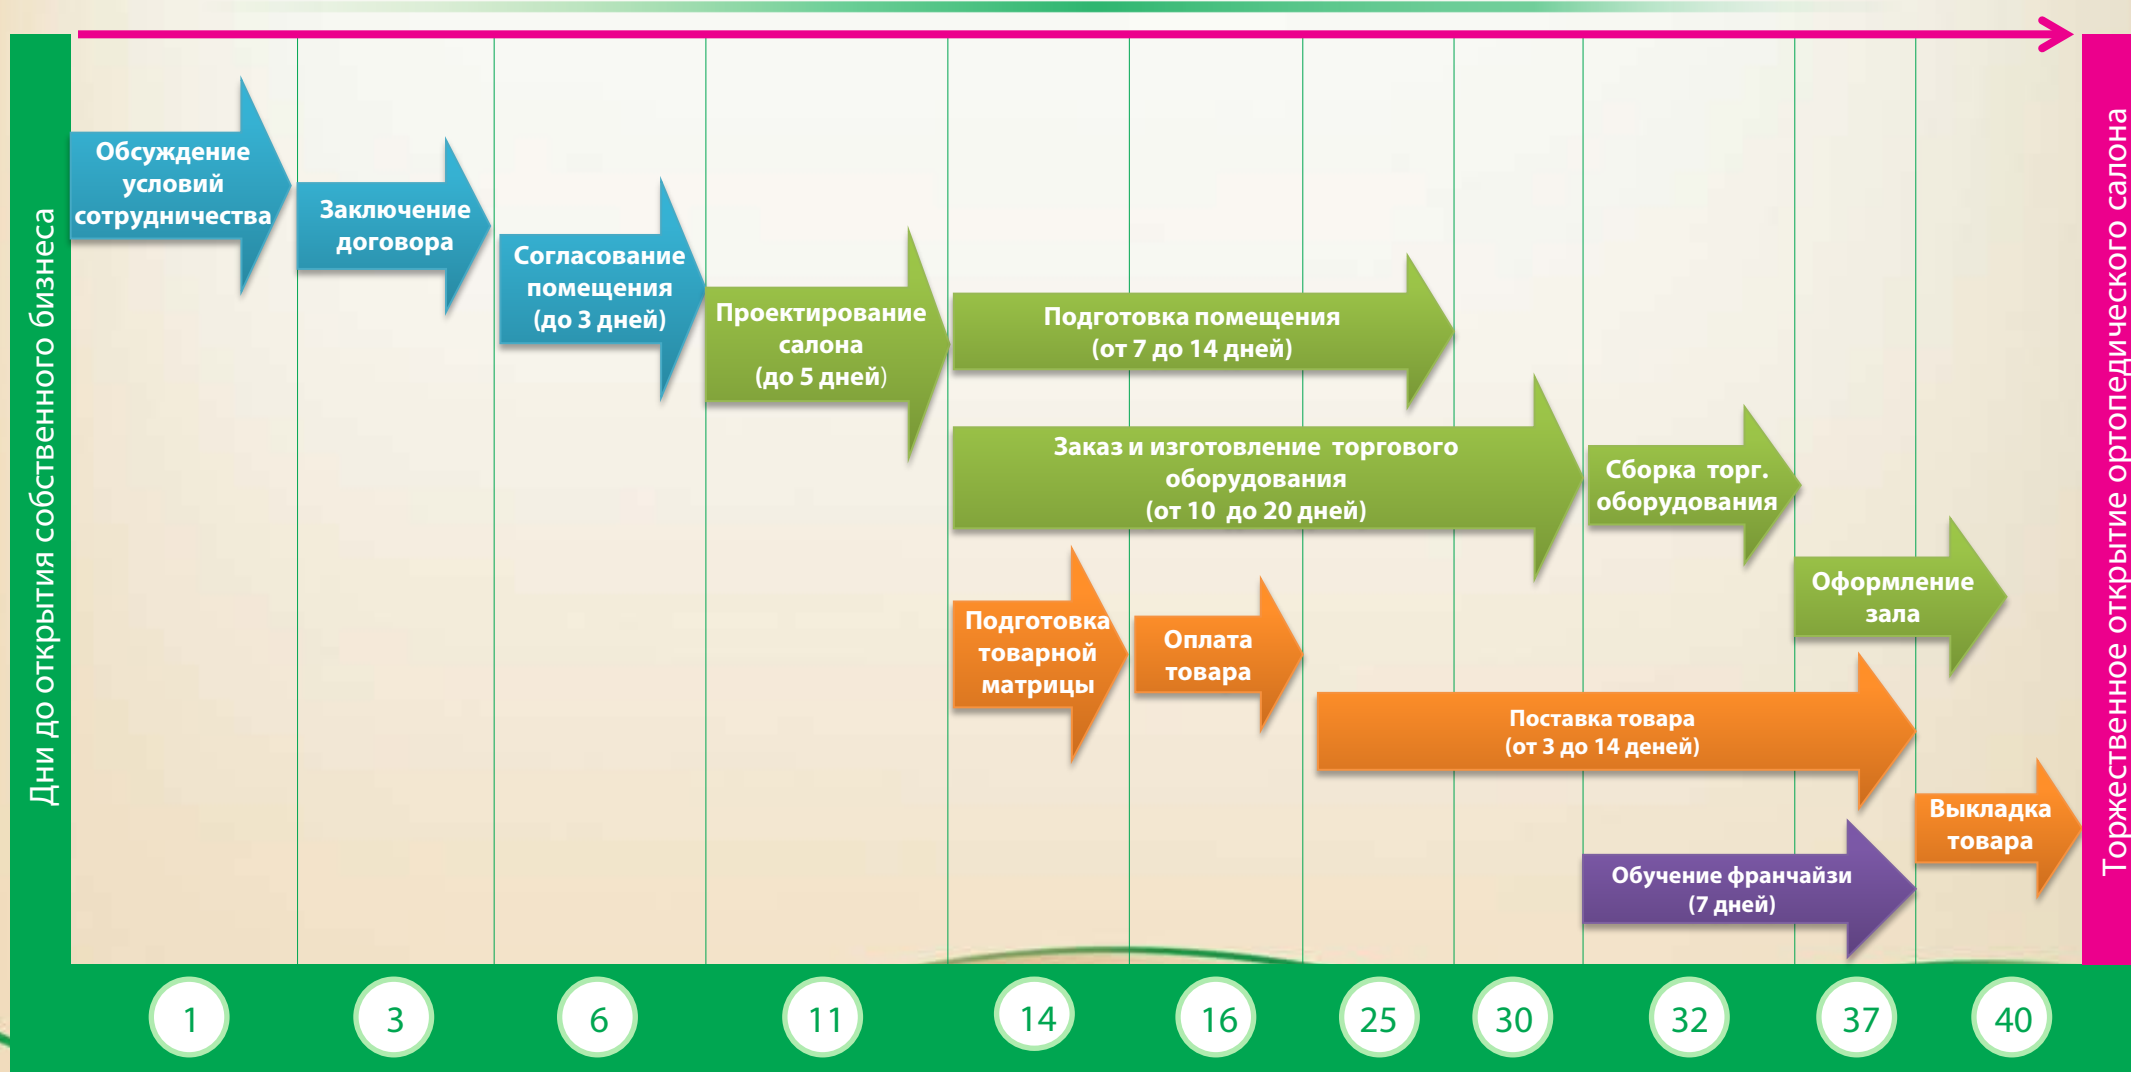 Дни до открытия собственного бизнеса
Обсуждение
условий
сотрудничества
Заключение
договора
Согласование
помещения
(до 3 дней)
Проектирование
салона
(до 5 дней)
Подготовка помещения
(от 7 до 14 дней)
Заказ и изготовление торгового
оборудования
(от 10 до 20 дней)
Сборка торг.
оборудования
Оформление
зала
Подготовка
товарной
матрицы
Оплата
товара
Поставка товара
(от 3 до 14 деней)
Выкладка
товара
Обучение франчайзи
(7 дней)
Торжественное открытие ортопедического салона
1
3
6
11
14
16
25
30
32
37
40